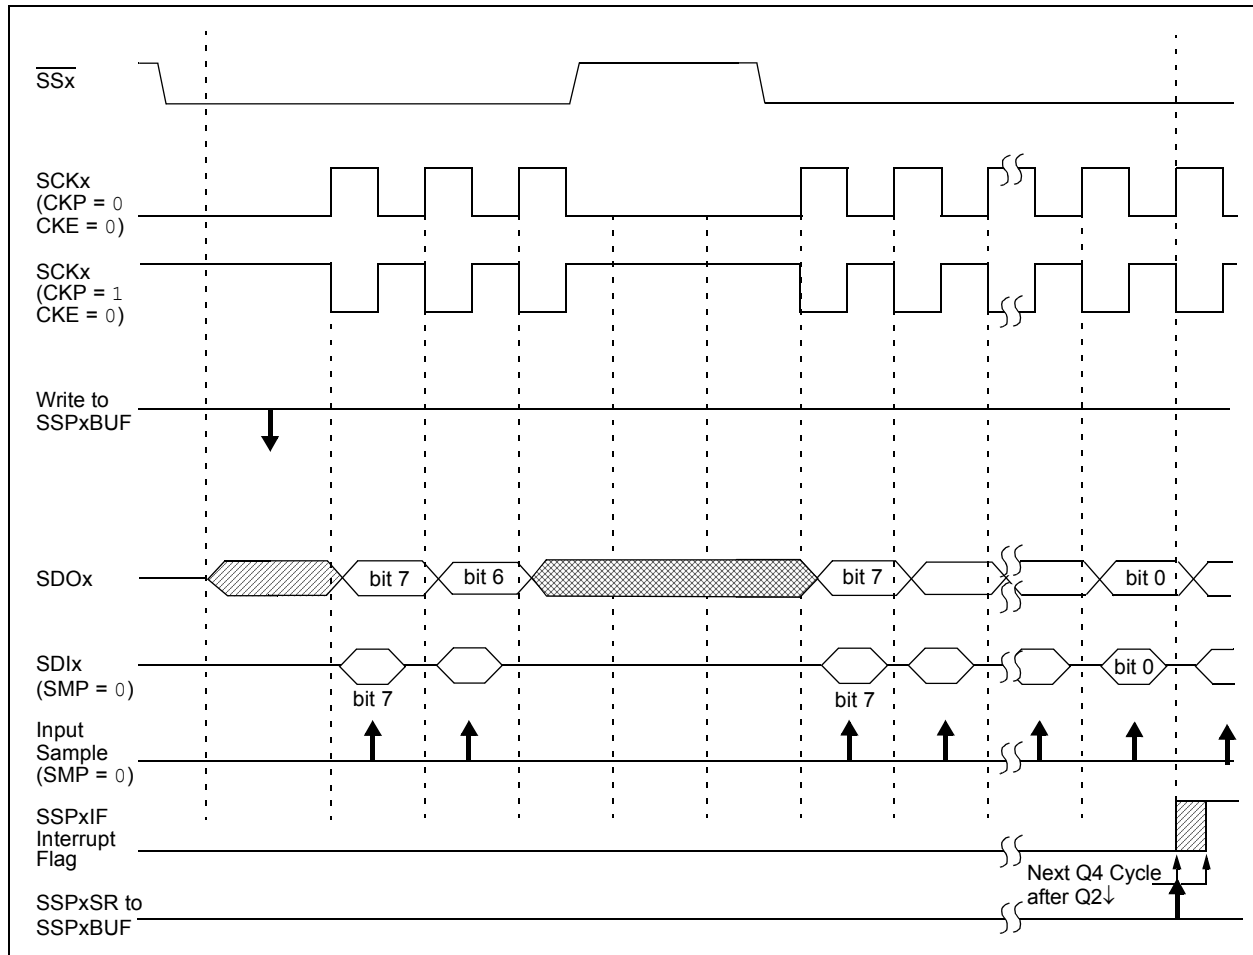 SSx
SCKx
(CKP = 0
CKE = 0)
SCKx
(CKP = 1
CKE = 0)
Write to
SSPxBUF
SDOx
bit 7
bit 6
bit 7
bit 0
SDIx
(SMP = 0)
bit 7
bit 7
bit 0
Input
Sample
(SMP = 0)
SSPxIF
Interrupt
Flag
Next Q4 Cycle
after Q2↓
SSPxSR to
SSPxBUF